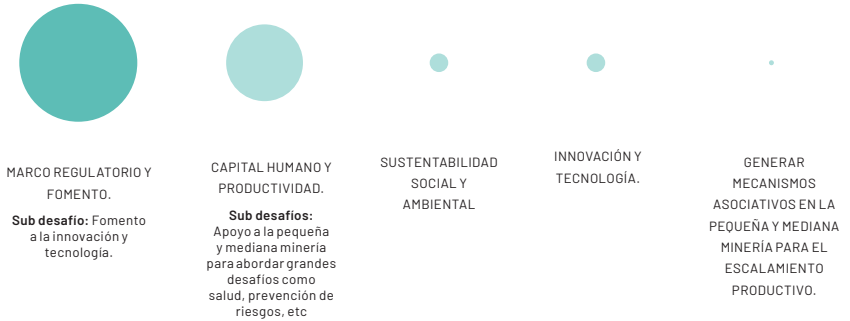 MARCO REGULATORIO Y
FOMENTO.
Sub desafío: Fomento
a la innovación y
tecnología.
CAPITAL HUMANO Y
PRODUCTIVIDAD.
Sub desafíos:
Apoyo a la pequeña
y mediana minería
para abordar grandes
desafíos como
salud, prevención de
riesgos, etc
SUSTENTABILIDAD
SOCIAL Y
AMBIENTAL
INNOVACIÓN Y
TECNOLOGÍA.
GENERAR
MECANISMOS
ASOCIATIVOS EN LA
PEQUEÑA Y MEDIANA
MINERÍA PARA EL
ESCALAMIENTO
PRODUCTIVO.